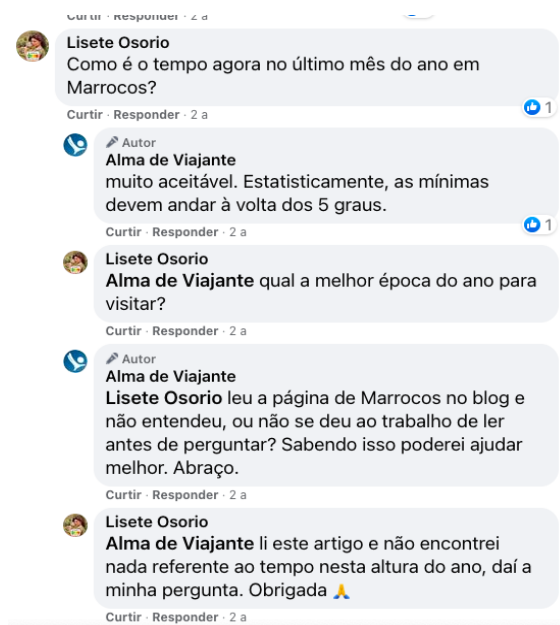 Curtir · Responder · 2 a
Lisete Osorio
Como é o tempo agora no último mês do ano em
Marrocos?
1
Curtir · Responder · 2 a
Autor
Alma de Viajante
muito aceitável. Estatisticamente, as mínimas
devem andar à volta dos 5 graus.
1
Curtir · Responder · 2 a
Lisete Osorio
Alma de Viajante qual a melhor época do ano para
visitar?
Curtir · Responder · 2 a
Autor
Alma de Viajante
Lisete Osorio leu a página de Marrocos no blog e
não entendeu, ou não se deu ao trabalho de ler
antes de perguntar? Sabendo isso poderei ajudar
melhor. Abraço.
Curtir · Responder · 2 a
Lisete Osorio
Alma de Viajante li este artigo e não encontrei
nada referente ao tempo nesta altura do ano, daí a
minha pergunta. Obrigada 🙏
Curtir · Responder · 2 a